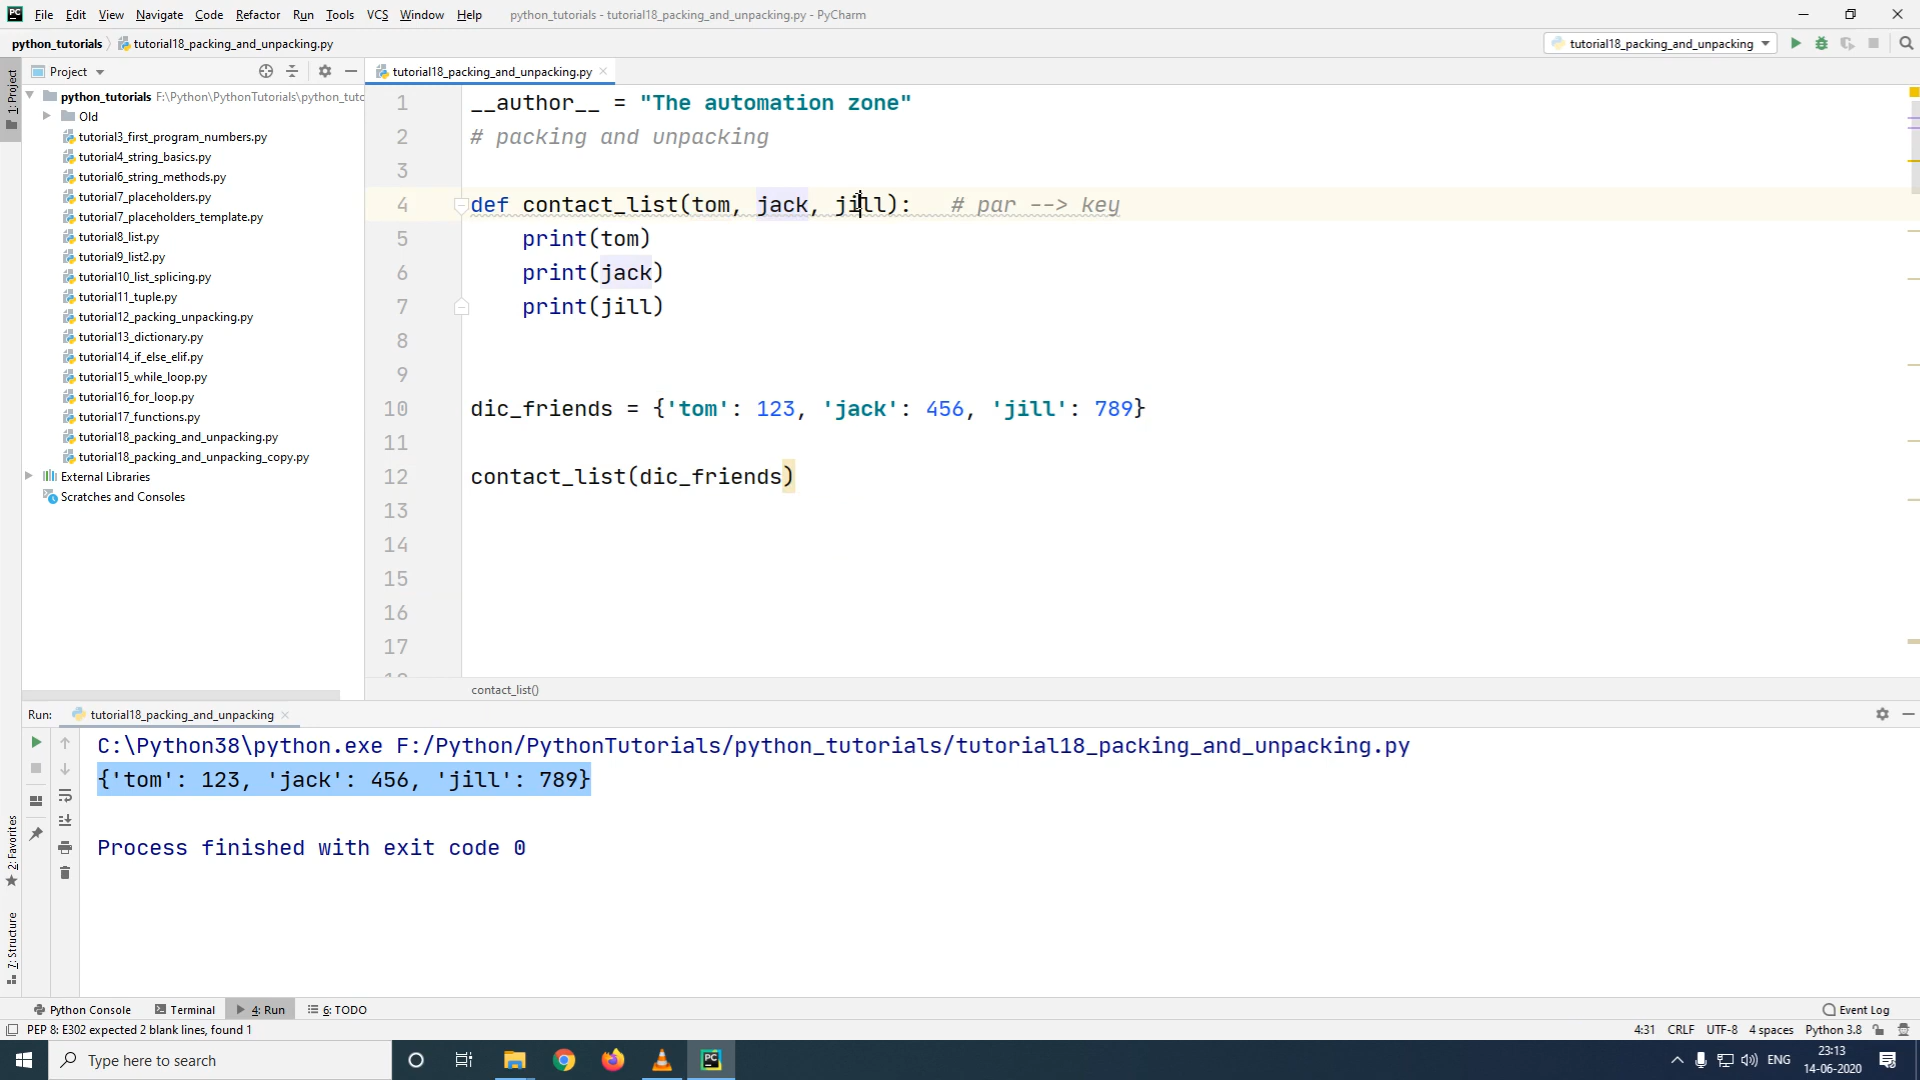 File Edit View Navigate Code Refactor Run Tools VCS Window Help python_tutorials - tutorial18_packing_and_unpacking.py - PyCharm
python_tutorials tutorial18_packing_and_unpacking.py tutorial18_packing_and_unpacking
Project tutorial18_packing_and_unpacking.py
1: Project
python_tutorials F:\Python\PythonTutorials\python_tuto
Old
tutorial3_first_program_numbers.py
tutorial4_string_basics.py
tutorial6_string_methods.py
tutorial7_placeholders.py
tutorial7_placeholders_template.py
tutorial8_list.py
tutorial9_list2.py
tutorial10_list_splicing.py
tutorial11_tuple.py
tutorial12_packing_unpacking.py
tutorial13_dictionary.py
tutorial14_if_else_elif.py
tutorial15_while_loop.py
tutorial16_for_loop.py
tutorial17_functions.py
tutorial18_packing_and_unpacking.py
tutorial18_packing_and_unpacking_copy.py
External Libraries
Scratches and Consoles
1 __author__ = "The automation zone"
2 # packing and unpacking
3
4 def contact_list(tom, jack, jill): # par --> key
5 print(tom)
6 print(jack)
7 print(jill)
8
9
10 dic_friends = {'tom': 123, 'jack': 456, 'jill': 789}
11
12 contact_list(dic_friends)
13
14
15
16
17
contact_list()
Run: tutorial18_packing_and_unpacking
C:\Python38\python.exe F:/Python/PythonTutorials/python_tutorials/tutorial18_packing_and_unpacking.py
{'tom': 123, 'jack': 456, 'jill': 789}
Process finished with exit code 0
2: Favorites
7: Structure
Python Console Terminal 4: Run 6: TODO Event Log
PEP 8: E302 expected 2 blank lines, found 1 4:31 CRLF UTF-8 4 spaces Python 3.8
Type here to search PC ENG 23:13
14-06-2020